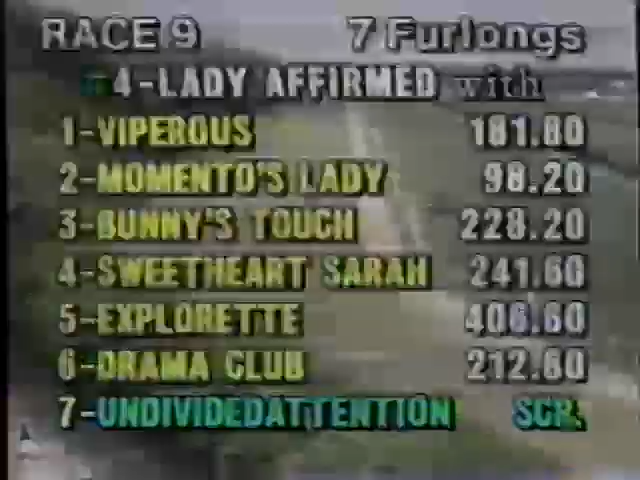 RACE 9 7 Furlongs
4-LADY AFFIRMED with
1-VIPEROUS 181.80
2-MOMENTO'S LADY 98.20
3-BUNNY'S TOUCH 228.20
4-SWEETHEART SARAH 241.60
5-EXPLORETTE 406.60
6-DRAMA CLUB 212.60
7-UNDIVIDEDATTENTION SCR.